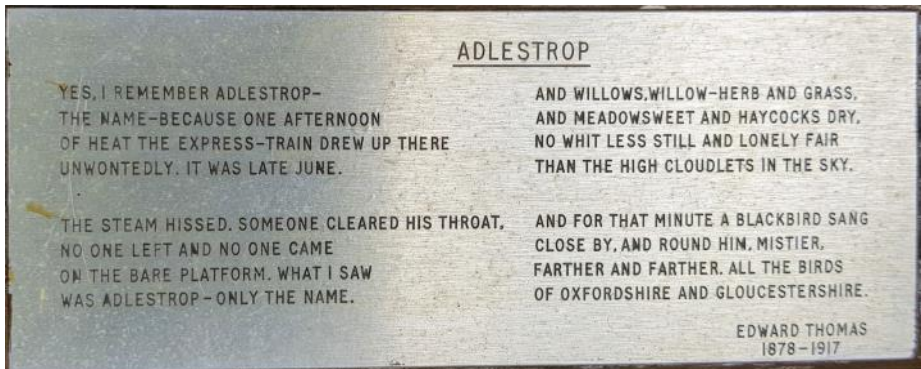 ADLESTROP
YES, I REMEMBER ADLESTROP-
THE NAME-BECAUSE ONE AFTERNOON
OF HEAT THE EXPRESS-TRAIN DREW UP THERE
UNWONTEDLY. IT WAS LATE JUNE.
THE STEAM HISSED. SOMEONE CLEARED HIS THROAT,
NO ONE LEFT AND NO ONE CAME
ON THE BARE PLATFORM. WHAT I SAW
WAS ADLESTROP-ONLY THE NAME.
AND WILLOWS,WILLOW-HERB AND GRASS,
AND MEADOWSWEET AND HAYCOCKS DRY,
NO WHIT LESS STILL AND LONELY FAIR
THAN THE HIGH CLOUDLETS IN THE SKY.
AND FOR THAT MINUTE A BLACKBIRD SANG
CLOSE BY, AND ROUND HIN, MISTIER,
FARTHER AND FARTHER. ALL THE BIRDS
OF OXFORDSHIRE AND GLOUCESTERSHIRE.
EDWARD THOMAS
1878-1917